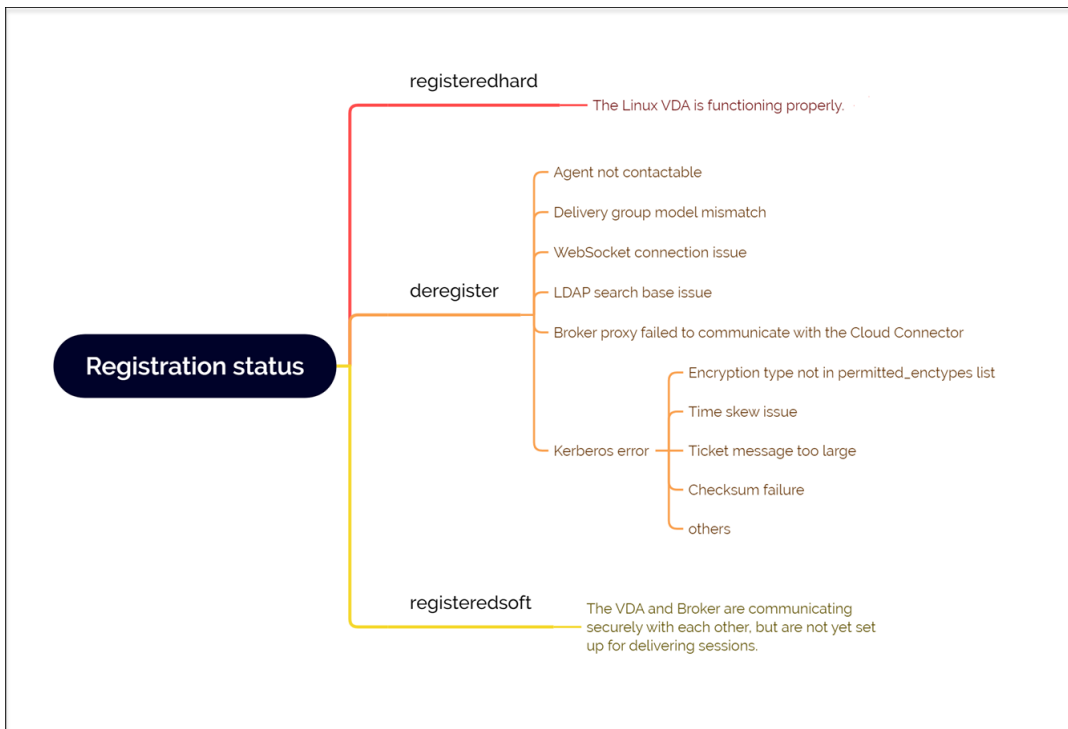 registeredhard
The Linux VDA is functioning properly.
Agent not contactable
Delivery group model mismatch
WebSocket connection issue
deregister
LDAP search base issue
Broker proxy failed to communicate with the Cloud Connector
Registration status
Encryption type not in permitted_enctypes list
Time skew issue
Kerberos error
Ticket message too large
Checksum failure
others
registeredsoft
The VDA and Broker are communicating
securely with each other, but are not yet set
up for delivering sessions.